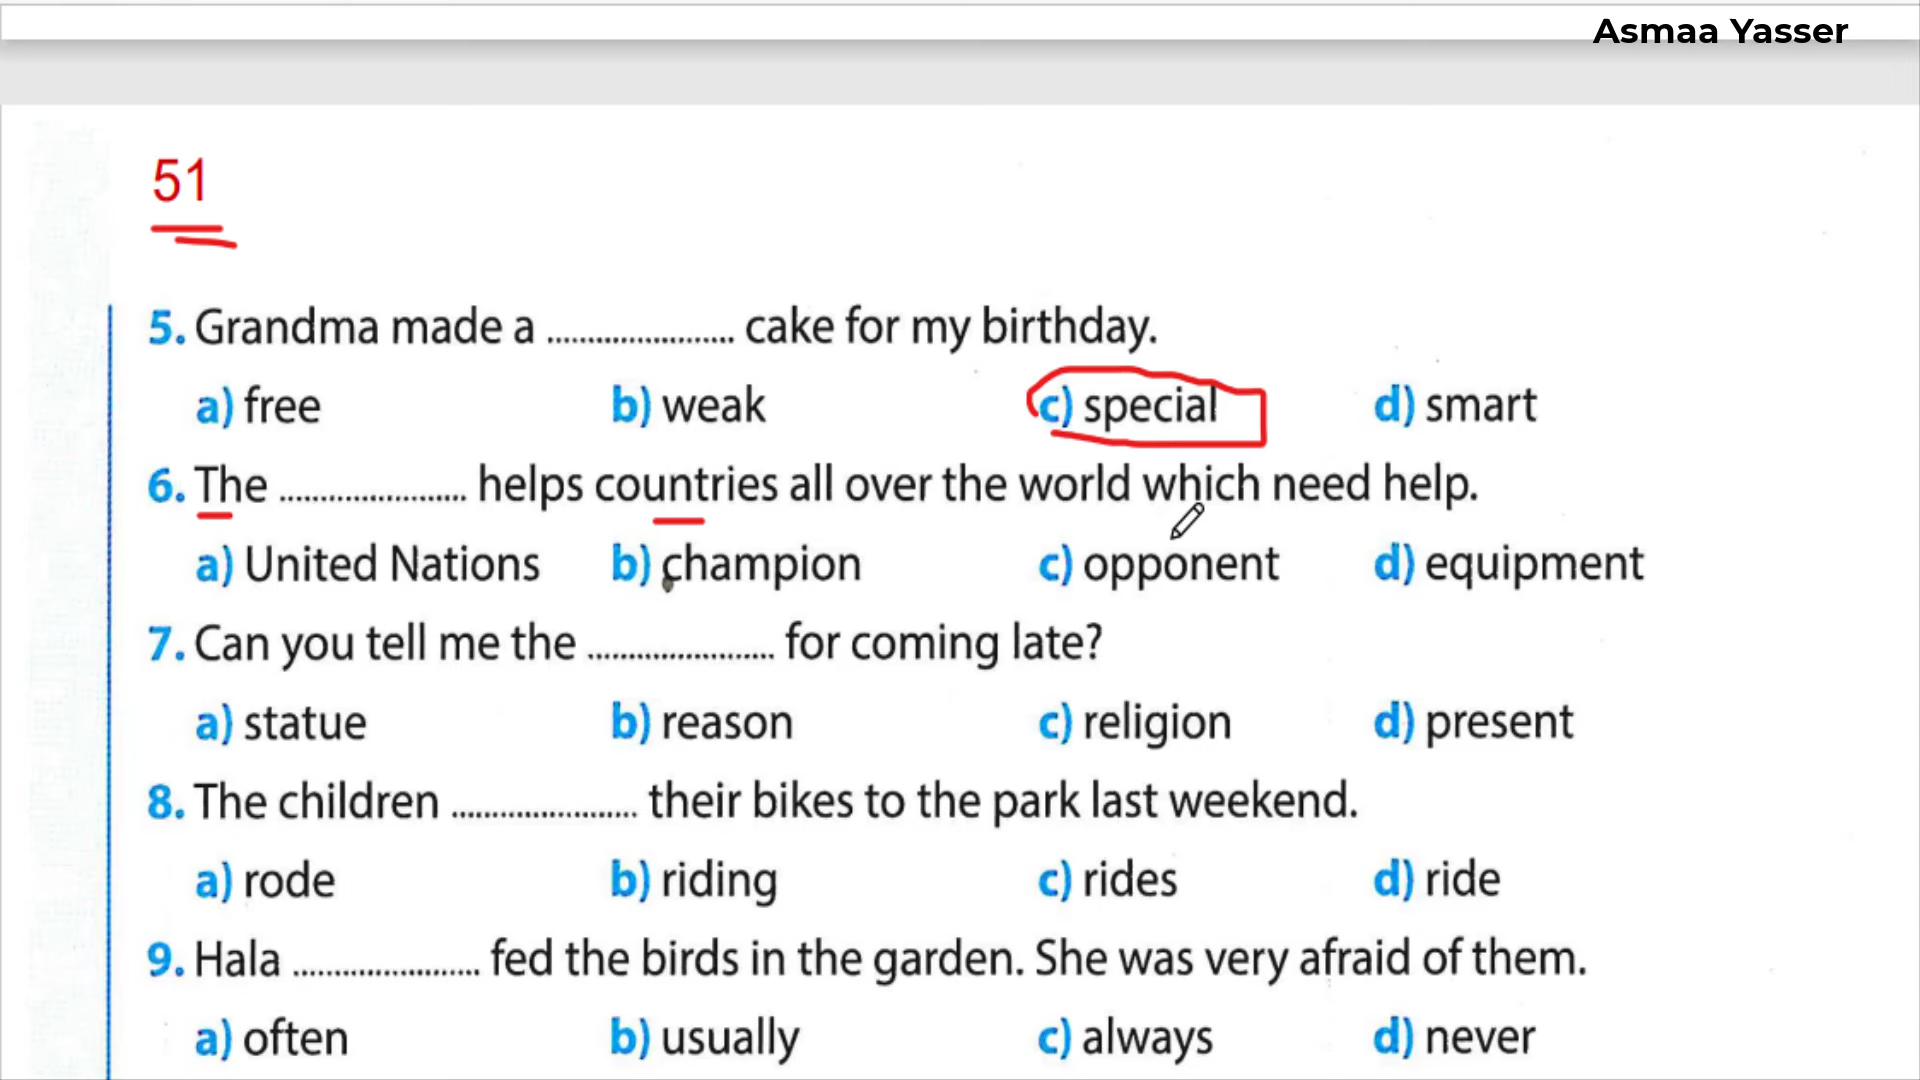 Asmaa Yasser
51
5. Grandma made a ...................... cake for my birthday.
a) free b) weak c) special d) smart
6. The ...................... helps countries all over the world which need help.
a) United Nations b) champion c) opponent d) equipment
7. Can you tell me the ...................... for coming late?
a) statue b) reason c) religion d) present
8. The children ...................... their bikes to the park last weekend.
a) rode b) riding c) rides d) ride
9. Hala ...................... fed the birds in the garden. She was very afraid of them.
a) often b) usually c) always d) never